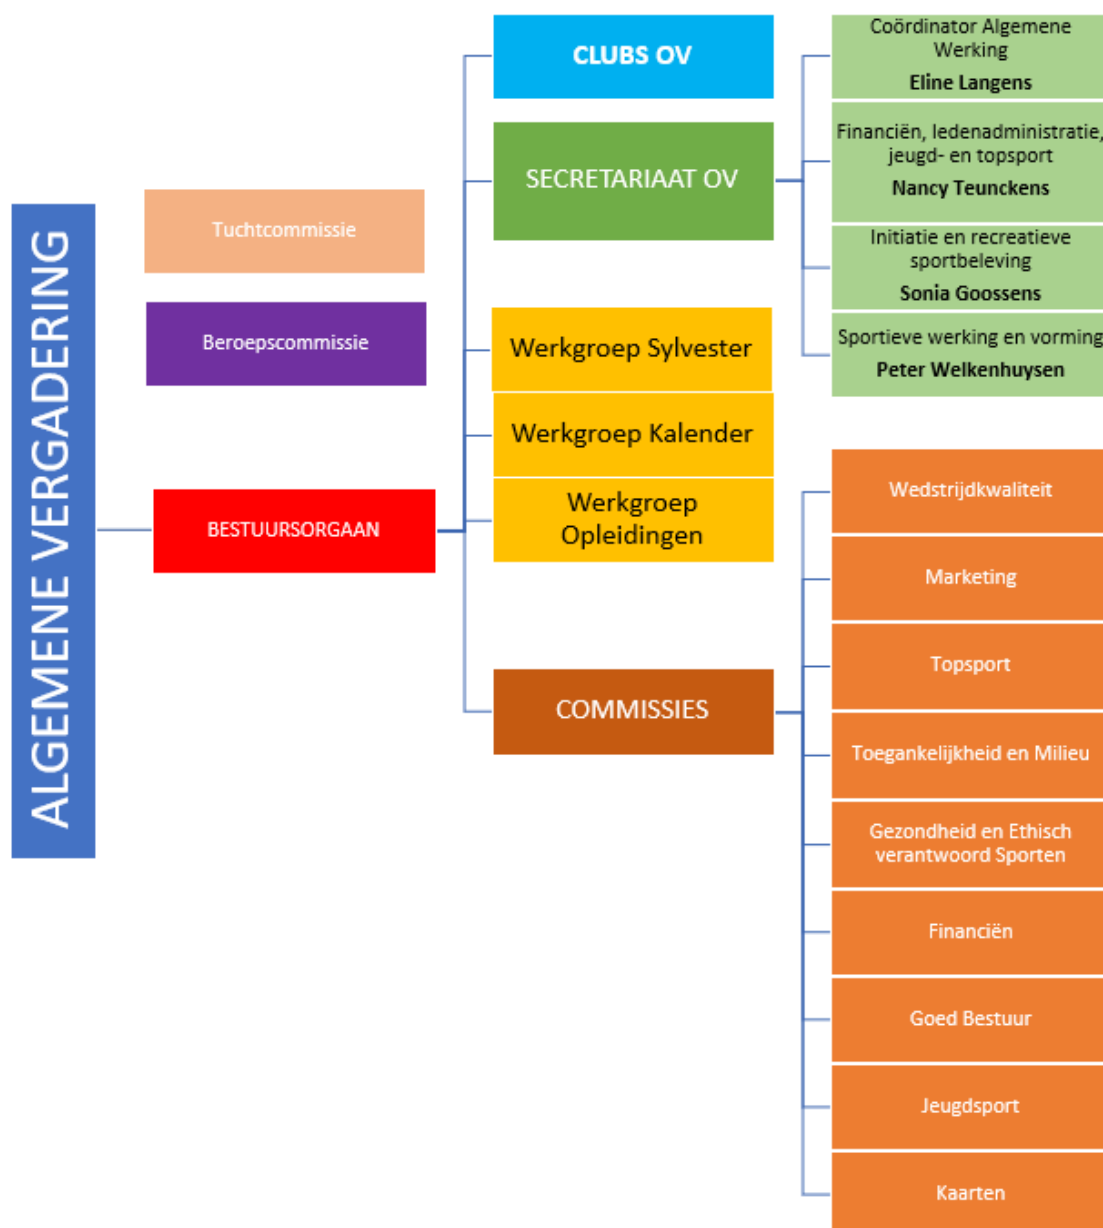 ALGEMENE VERGADERING
Tuchtcommissie
Beroepscommissie
BESTUURSORGAAN
CLUBS OV
SECRETARIAAT OV
Werkgroep Sylvester
Werkgroep Kalender
Werkgroep
Opleidingen
COMMISSIES
Coördinator Algemene
Werking
Eline Langens
Financiën, ledenadministratie,
jeugd- en topsport
Nancy Teunckens
Initiatie en recreatieve
sportbeleving
Sonia Goossens
Sportieve werking en vorming
Peter Welkenhuysen
Wedstrijdkwaliteit
Marketing
Topsport
Toegankelijkheid en Milieu
Gezondheid en Ethisch
verantwoord Sporten
Financiën
Goed Bestuur
Jeugdsport
Kaarten